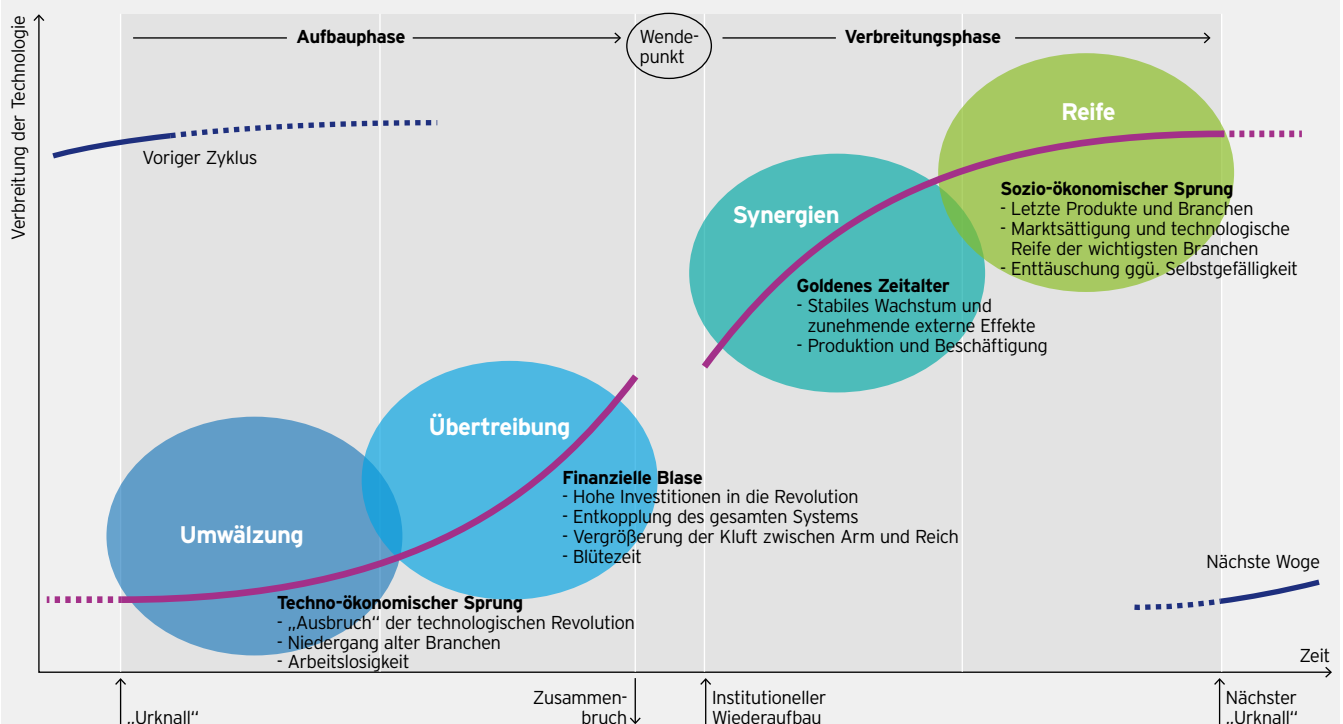 Verbreitung der Technologie
Aufbauphase
Wende-
punkt
Verbreitungsphase
Voriger Zyklus
Reife
Sozio-ökonomischer Sprung
- Letzte Produkte und Branchen
- Marktsättigung und technologische
Reife der wichtigsten Branchen
- Enttäuschung ggü. Selbstgefälligkeit
Synergien
Goldenes Zeitalter
- Stabiles Wachstum und
zunehmende externe Effekte
- Produktion und Beschäftigung
Übertreibung
Finanzielle Blase
- Hohe Investitionen in die Revolution
- Entkopplung des gesamten Systems
- Vergrößerung der Kluft zwischen Arm und Reich
- Blütezeit
Umwälzung
Techno-ökonomischer Sprung
- „Ausbruch“ der technologischen Revolution
- Niedergang alter Branchen
- Arbeitslosigkeit
Nächste Woge
Zeit
„Urknall“
Zusammen-
bruch
Institutioneller
Wiederaufbau
Nächster
„Urknall“